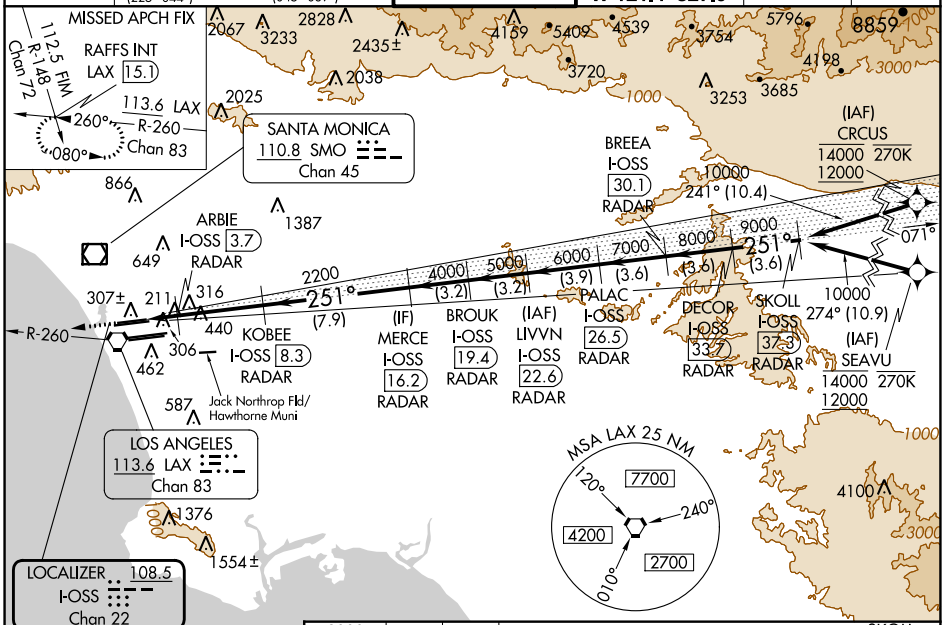 MISSED APCH FIX
112.5 FIM
R-148
Chan 72
RAFFS INT
LAX 15.1
113.6 LAX
R-260
Chan 83
260°
080°
2067
3233
2828
2435±
2038
2025
4159
5409
4539
3720
3754
5796
4198
8859
3000
3253
3685
1000
SANTA MONICA
110.8 SMO
Chan 45
866
1387
649
ARBIE
I-OSS 3.7
RADAR
BREEA
I-OSS
30.1
RADAR
(IAF)
CRCUS
14000 270K
12000
10000
241° (10.4)
071°
10000
274° (10.9)
(IAF)
SEAVU
14000 270K
12000
2200
251°
(7.9)
4000
(3.2)
5000
(3.2)
6000
(3.9)
7000
(3.6)
8000
(3.6)
9000
(3.6)
251°
307±
211
316
440
306
462
R-260
587
KOBEE
I-OSS 8.3
RADAR
Jack Northrop Fld/
Hawthorne Muni
(IF)
MERCE
I-OSS
16.2
RADAR
BROUK
I-OSS
19.4
RADAR
(IAF)
LIVVN
I-OSS
22.6
RADAR
PALAC
I-OSS
26.5
RADAR
DECOR
I-OSS
33.7
RADAR
SKOLL
I-OSS
37.3
RADAR
LOS ANGELES
113.6 LAX
Chan 83
1376
1554±
LOCALIZER 108.5
I-OSS
Chan 22
MSA LAX 25 NM
120°
7700
240°
4200
2700
010°
1000
4100
3000